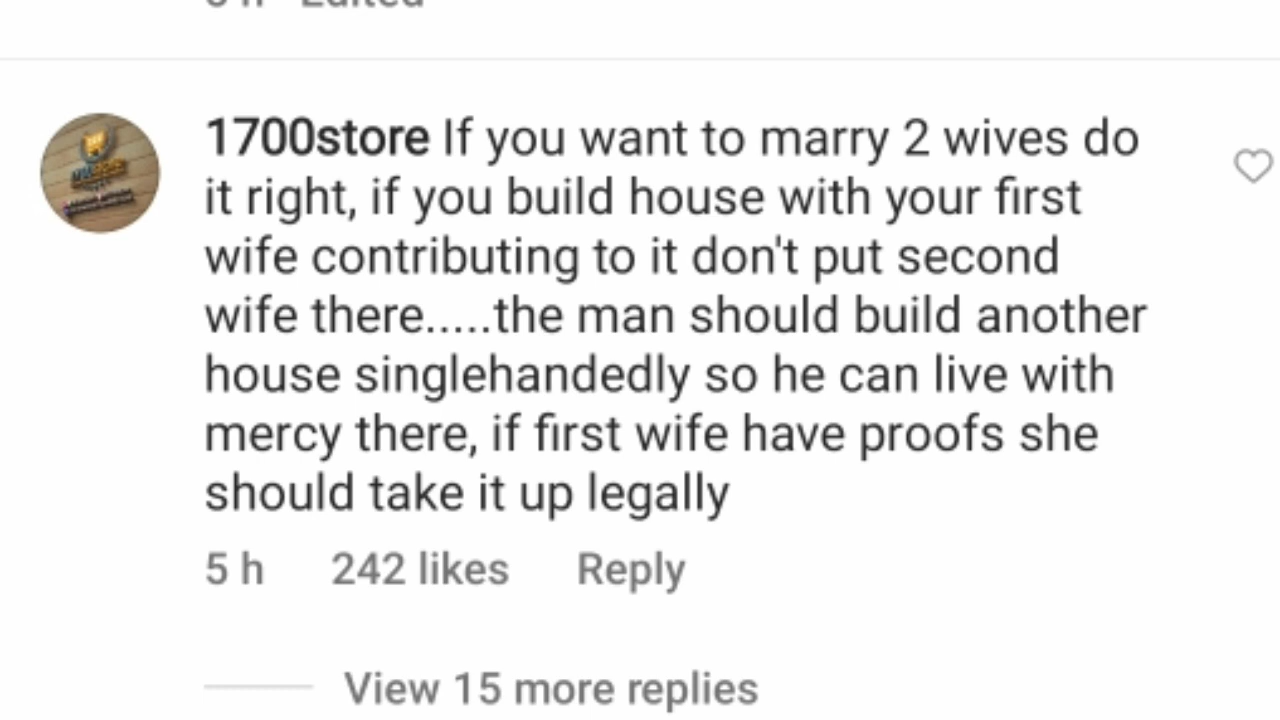 Edited
1700store If you want to marry 2 wives do
it right, if you build house with your first
wife contributing to it don't put second
wife there.....the man should build another
house singlehandedly so he can live with
mercy there, if first wife have proofs she
should take it up legally
5 h 242 likes Reply
View 15 more replies